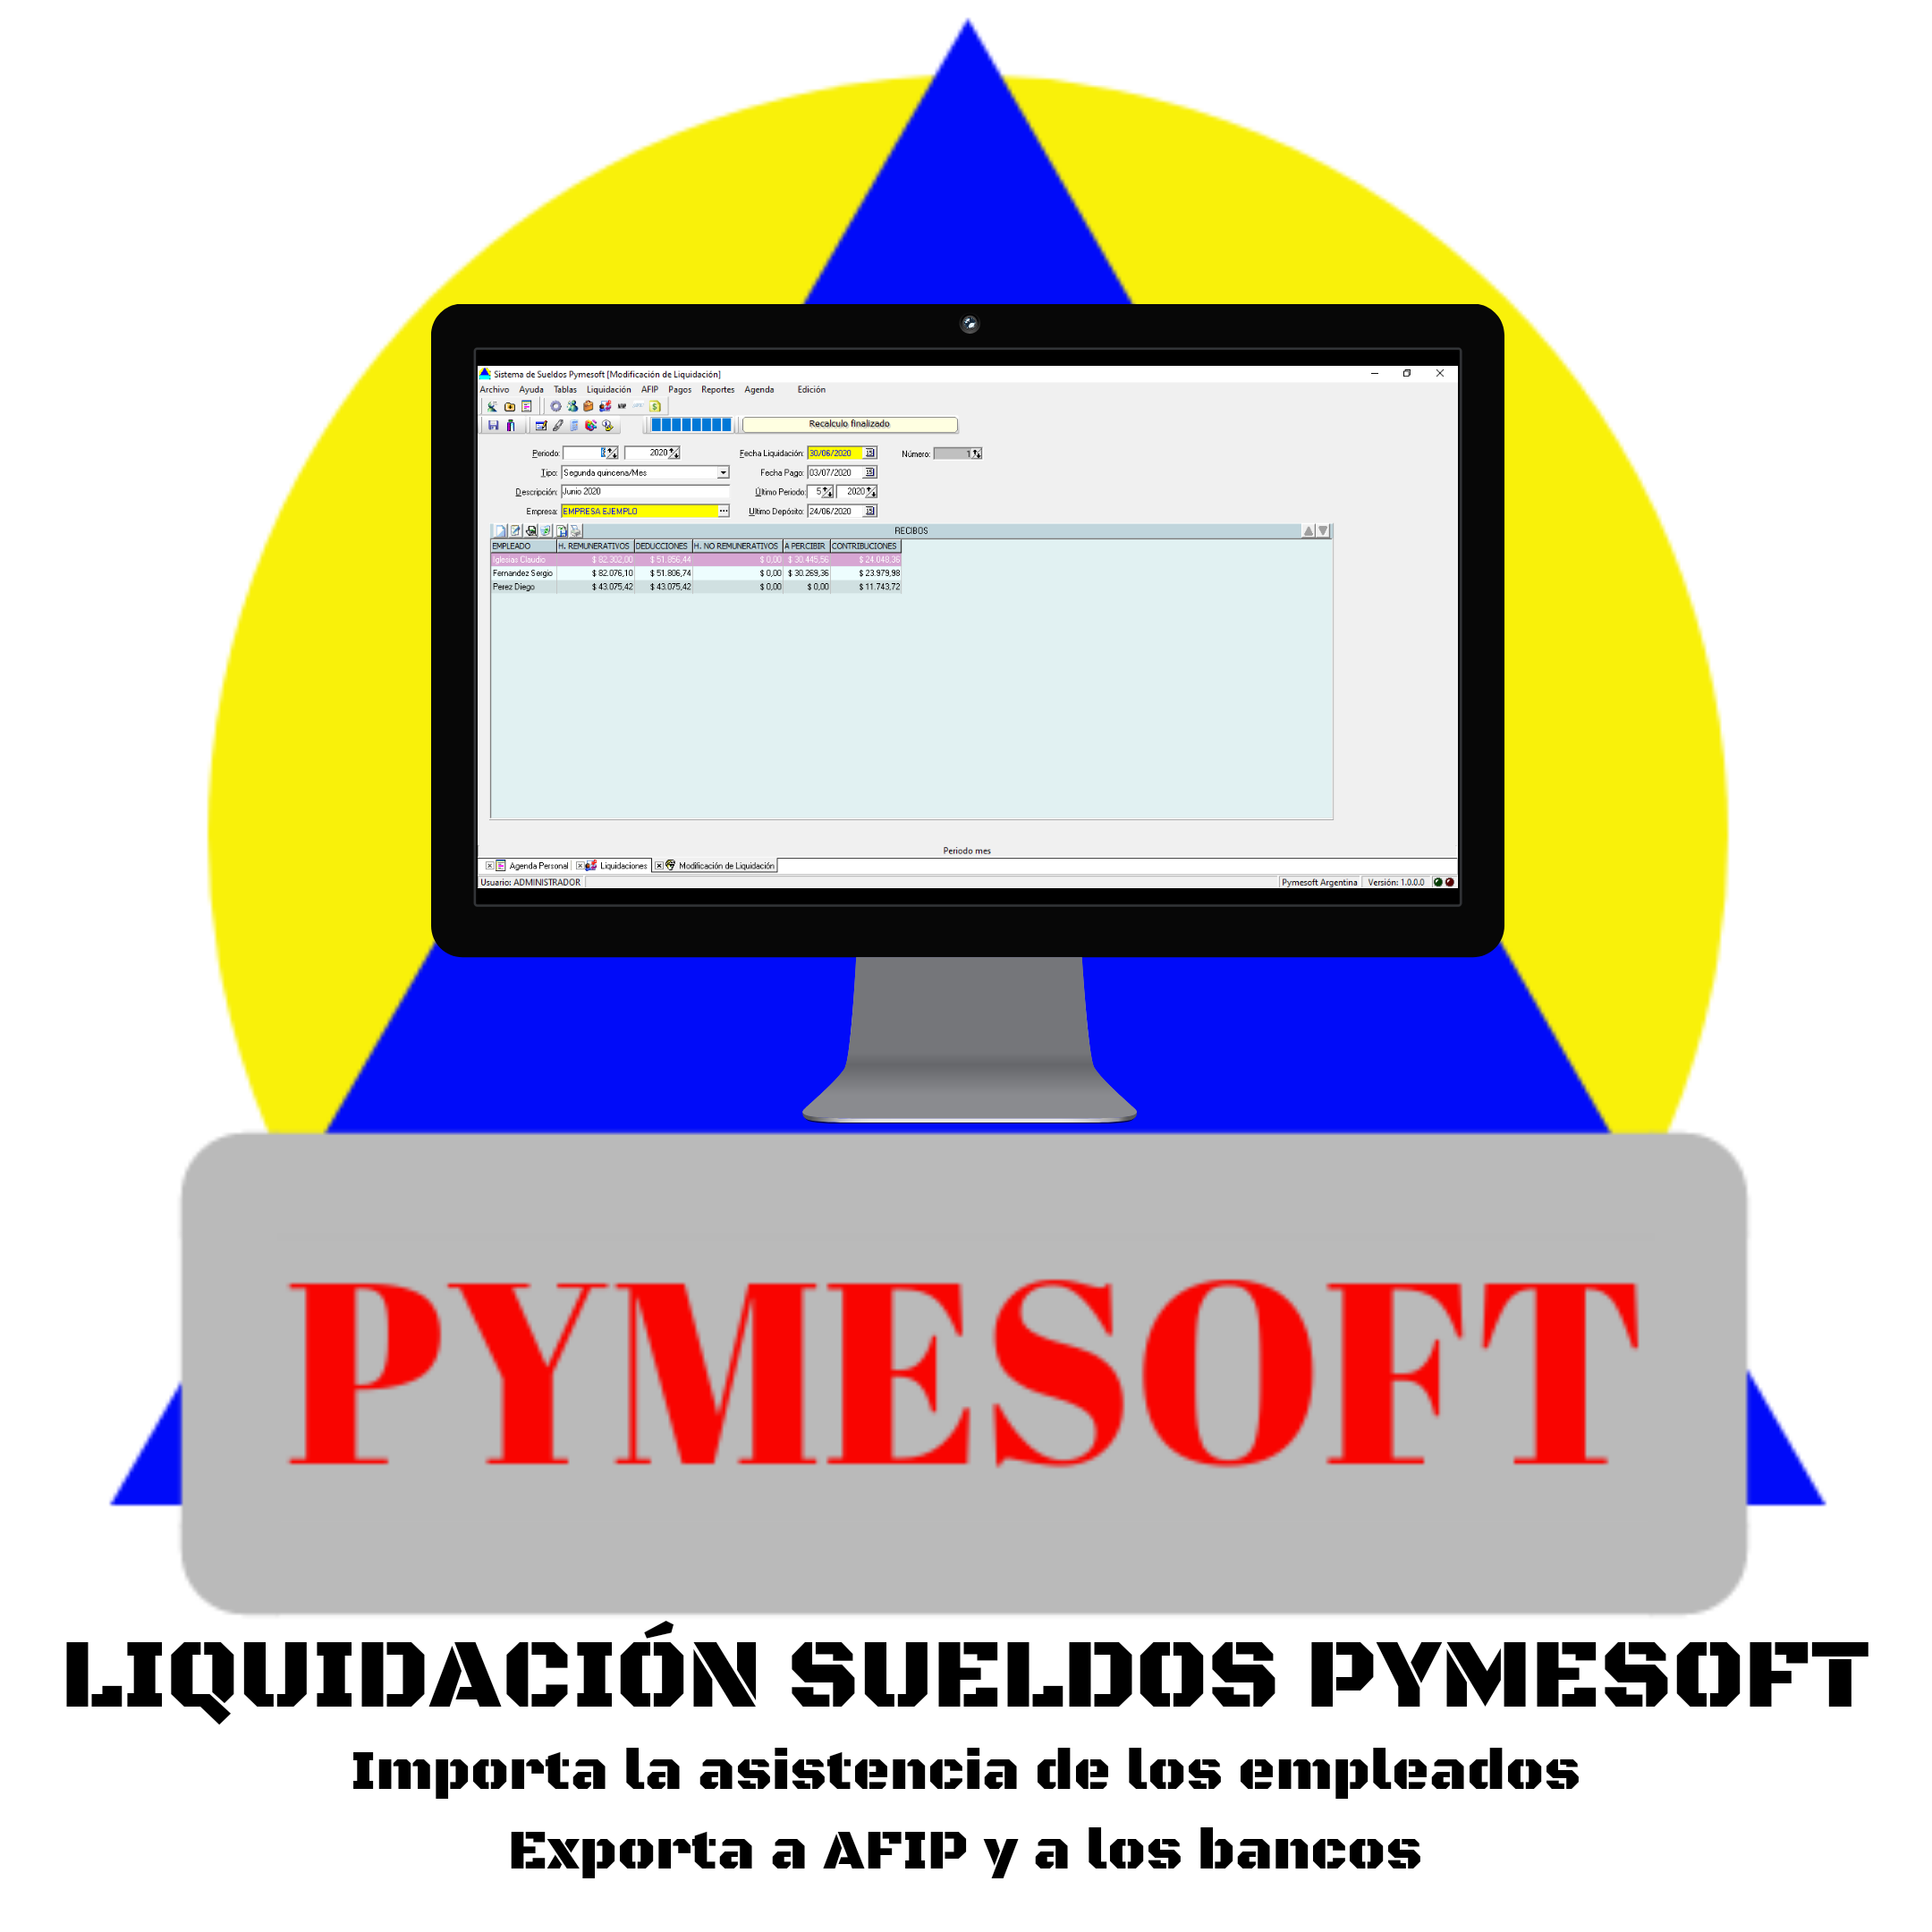 Sistema de Sueldos Pymesoft [Modificación de Liquidación]
Archivo Ayuda Tablas Liquidación AFIP Pagos Reportes Agenda Edición
Recalculo finalizado
Periodo: 2020 Fecha Liquidación: 30/06/2020 Número: 1
Tipo: Segunda quincena/Mes Fecha Pago: 03/07/2020
Descripción: Junio 2020 Último Periodo: 5 2020
Empresa: EMPRESA EJEMPLO Ultimo Depósito: 24/06/2020
RECIBOS
EMPLEADO H. REMUNERATIVOS DEDUCCIONES H. NO REMUNERATIVOS A PERCIBIR CONTRIBUCIONES
Iglesias Claudio $ 82.302,00 $ 51.856,44 $ 0,00 $ 30.445,56 $ 24.048,36
Fernandez Sergio $ 82.076,10 $ 51.806,74 $ 0,00 $ 30.269,36 $ 23.979,98
Perez Diego $ 43.075,42 $ 43.075,42 $ 0,00 $ 0,00 $ 11.743,72
Periodo mes
Agenda Personal Liquidaciones Modificación de Liquidación
Usuario: ADMINISTRADOR Pymesoft Argentina Versión: 1.0.0.0
PYMESOFT
LIQUIDACIÓN SUELDOS PYMESOFT
Importa la asistencia de los empleados
Exporta a AFIP y a los bancos